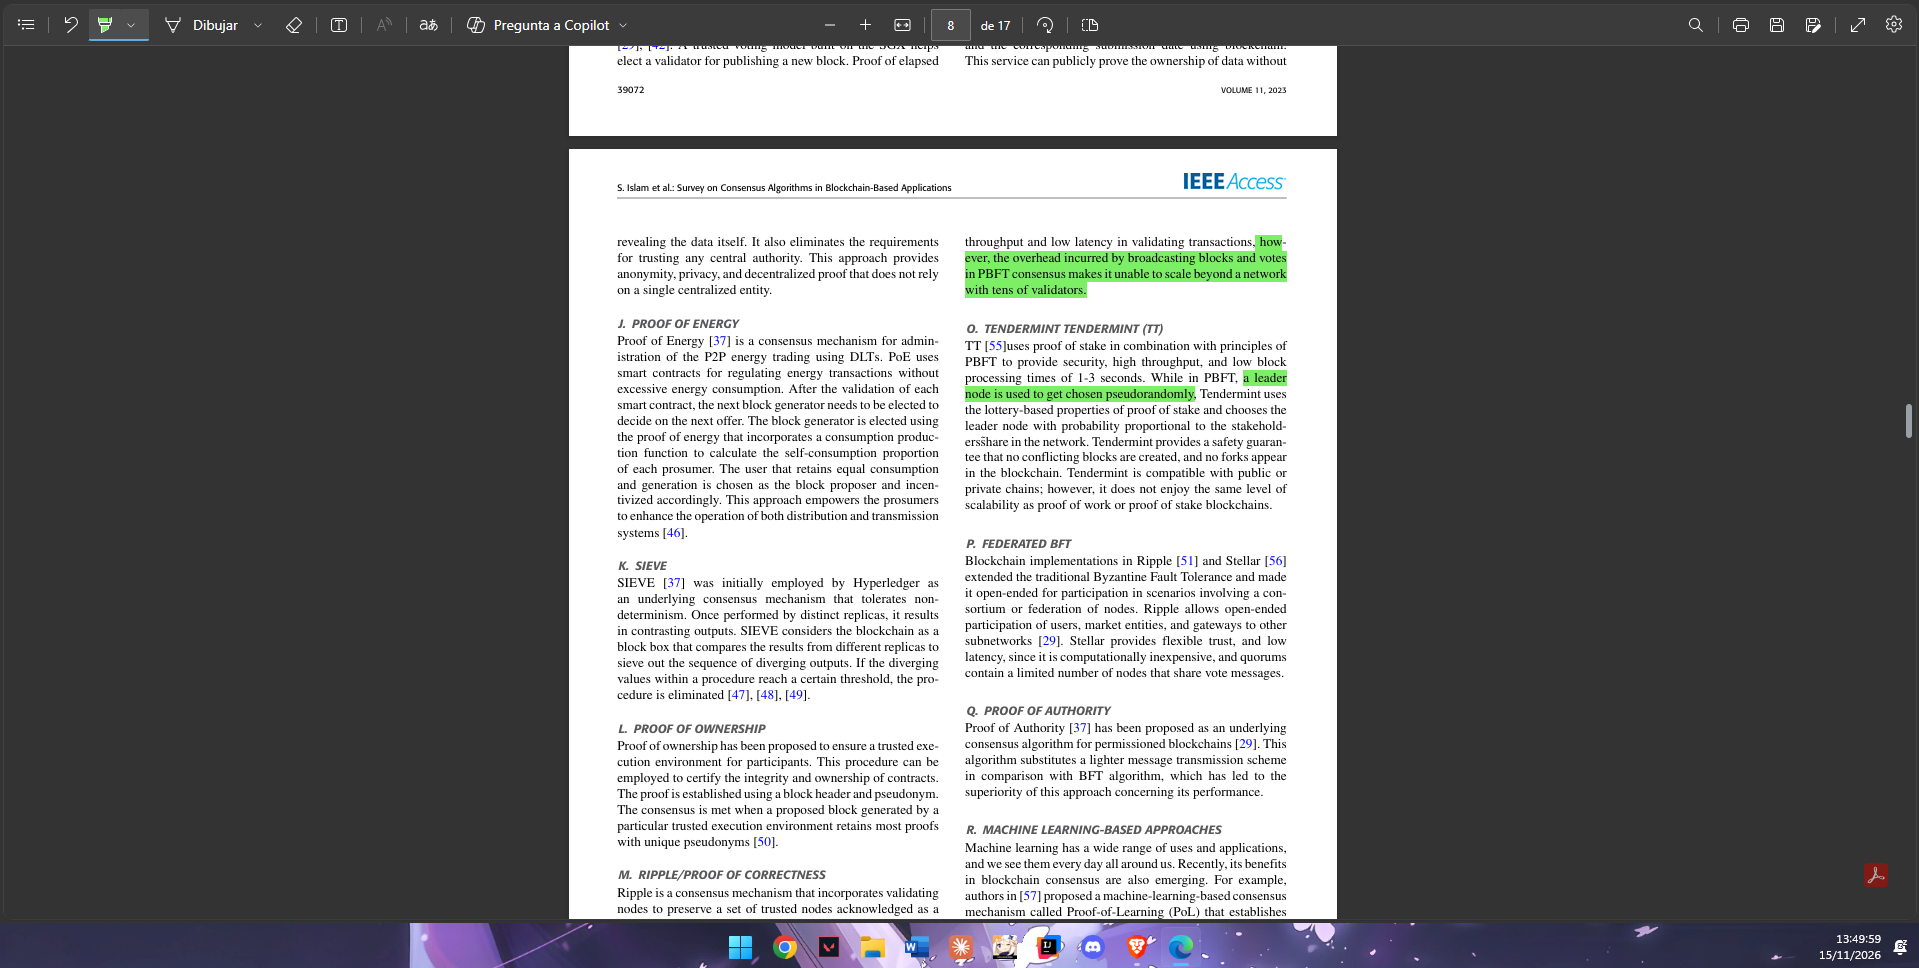 Dibujar
aあ
Pregunta a Copilot
8
de 17
[29], [42]. A trusted voting model built on the SGX helps
elect a validator for publishing a new block. Proof of elapsed
and the corresponding submission date using blockchain.
This service can publicly prove the ownership of data without
39072
VOLUME 11, 2023
S. Islam et al.: Survey on Consensus Algorithms in Blockchain-Based Applications
IEEE Access
revealing the data itself. It also eliminates the requirements
for trusting any central authority. This approach provides
anonymity, privacy, and decentralized proof that does not rely
on a single centralized entity.
J. PROOF OF ENERGY
Proof of Energy [37] is a consensus mechanism for admin-
istration of the P2P energy trading using DLTs. PoE uses
smart contracts for regulating energy transactions without
excessive energy consumption. After the validation of each
smart contract, the next block generator needs to be elected to
decide on the next offer. The block generator is elected using
the proof of energy that incorporates a consumption produc-
tion function to calculate the self-consumption proportion
of each prosumer. The user that retains equal consumption
and generation is chosen as the block proposer and incen-
tivized accordingly. This approach empowers the prosumers
to enhance the operation of both distribution and transmission
systems [46].
K. SIEVE
SIEVE [37] was initially employed by Hyperledger as
an underlying consensus mechanism that tolerates non-
determinism. Once performed by distinct replicas, it results
in contrasting outputs. SIEVE considers the blockchain as a
block box that compares the results from different replicas to
sieve out the sequence of diverging outputs. If the diverging
values within a procedure reach a certain threshold, the pro-
cedure is eliminated [47], [48], [49].
L. PROOF OF OWNERSHIP
Proof of ownership has been proposed to ensure a trusted exe-
cution environment for participants. This procedure can be
employed to certify the integrity and ownership of contracts.
The proof is established using a block header and pseudonym.
The consensus is met when a proposed block generated by a
particular trusted execution environment retains most proofs
with unique pseudonyms [50].
M. RIPPLE/PROOF OF CORRECTNESS
Ripple is a consensus mechanism that incorporates validating
nodes to preserve a set of trusted nodes acknowledged as a
throughput and low latency in validating transactions, how-
ever, the overhead incurred by broadcasting blocks and votes
in PBFT consensus makes it unable to scale beyond a network
with tens of validators.
O. TENDERMINT TENDERMINT (TT)
TT [55]uses proof of stake in combination with principles of
PBFT to provide security, high throughput, and low block
processing times of 1-3 seconds. While in PBFT, a leader
node is used to get chosen pseudorandomly, Tendermint uses
the lottery-based properties of proof of stake and chooses the
leader node with probability proportional to the stakehold-
erss̄hare in the network. Tendermint provides a safety guaran-
tee that no conflicting blocks are created, and no forks appear
in the blockchain. Tendermint is compatible with public or
private chains; however, it does not enjoy the same level of
scalability as proof of work or proof of stake blockchains.
P. FEDERATED BFT
Blockchain implementations in Ripple [51] and Stellar [56]
extended the traditional Byzantine Fault Tolerance and made
it open-ended for participation in scenarios involving a con-
sortium or federation of nodes. Ripple allows open-ended
participation of users, market entities, and gateways to other
subnetworks [29]. Stellar provides flexible trust, and low
latency, since it is computationally inexpensive, and quorums
contain a limited number of nodes that share vote messages.
Q. PROOF OF AUTHORITY
Proof of Authority [37] has been proposed as an underlying
consensus algorithm for permissioned blockchains [29]. This
algorithm substitutes a lighter message transmission scheme
in comparison with BFT algorithm, which has led to the
superiority of this approach concerning its performance.
R. MACHINE LEARNING-BASED APPROACHES
Machine learning has a wide range of uses and applications,
and we see them every day all around us. Recently, its benefits
in blockchain consensus are also emerging. For example,
authors in [57] proposed a machine-learning-based consensus
mechanism called Proof-of-Learning (PoL) that establishes
13:49:59
15/11/2026